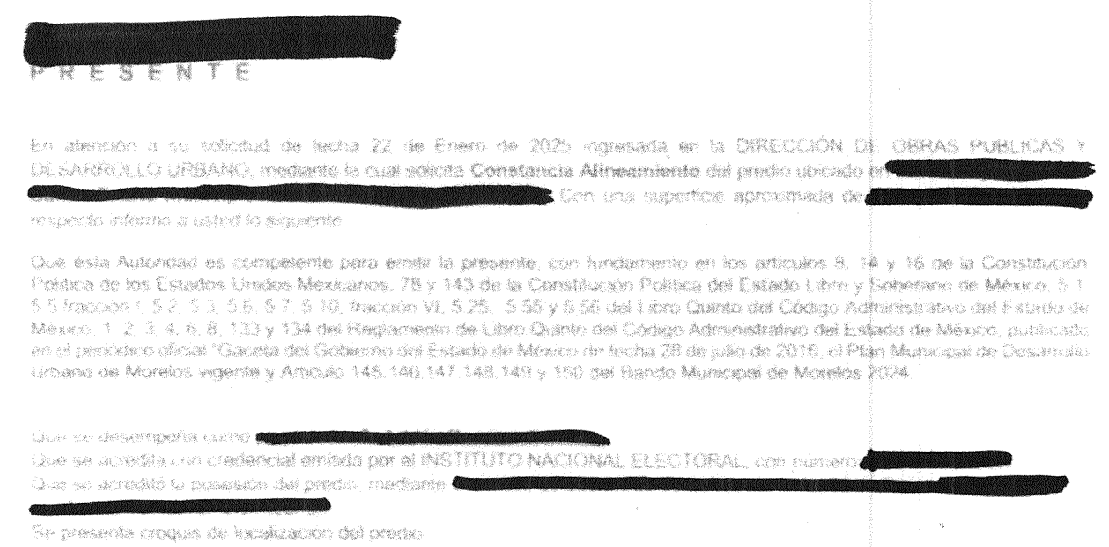 PRESENTE
En atención a su solicitud de fecha 22 de Enero de 2025 ingresada en la DIRECCIÓN DE OBRAS PUBLICAS Y
DESARROLLO URBANO, mediante la cual solicita Constancia Alineamiento del predio ubicado en
Con una superficie aproximada de
respecto informo a usted lo siguiente
Que esta Autoridad es competente para emitir la presente, con fundamento en los artículos 8, 14 y 16 de la Constitución
Política de los Estados Unidos Mexicanos, 78 y 143 de la Constitución Política del Estado Libre y Soberano de México, 5.1
5.5 fracción I, 5.2, 5.3, 5.6, 5.7, 5.10, fracción VI, 5.25, 5.55 y 5.56 del Libro Quinto del Código Administrativo del Estado de
México, 1, 2, 3, 4, 6, 8, 133 y 134 del Reglamento de Libro Quinto del Código Administrativo del Estado de México, publicado
en el periódico oficial "Gaceta del Gobierno del Estado de México de fecha 28 de julio de 2016, el Plan Municipal de Desarrollo
Urbano de Morelos vigente y Artículo 145,146,147,148,149 y 150 del Bando Municipal de Morelos 2024.
Que se desempeña como
Que se acredita con credencial emitida por el INSTITUTO NACIONAL ELECTORAL, con número
Que se acreditó la posesión del predio, mediante
Se presenta croquis de localización del predio